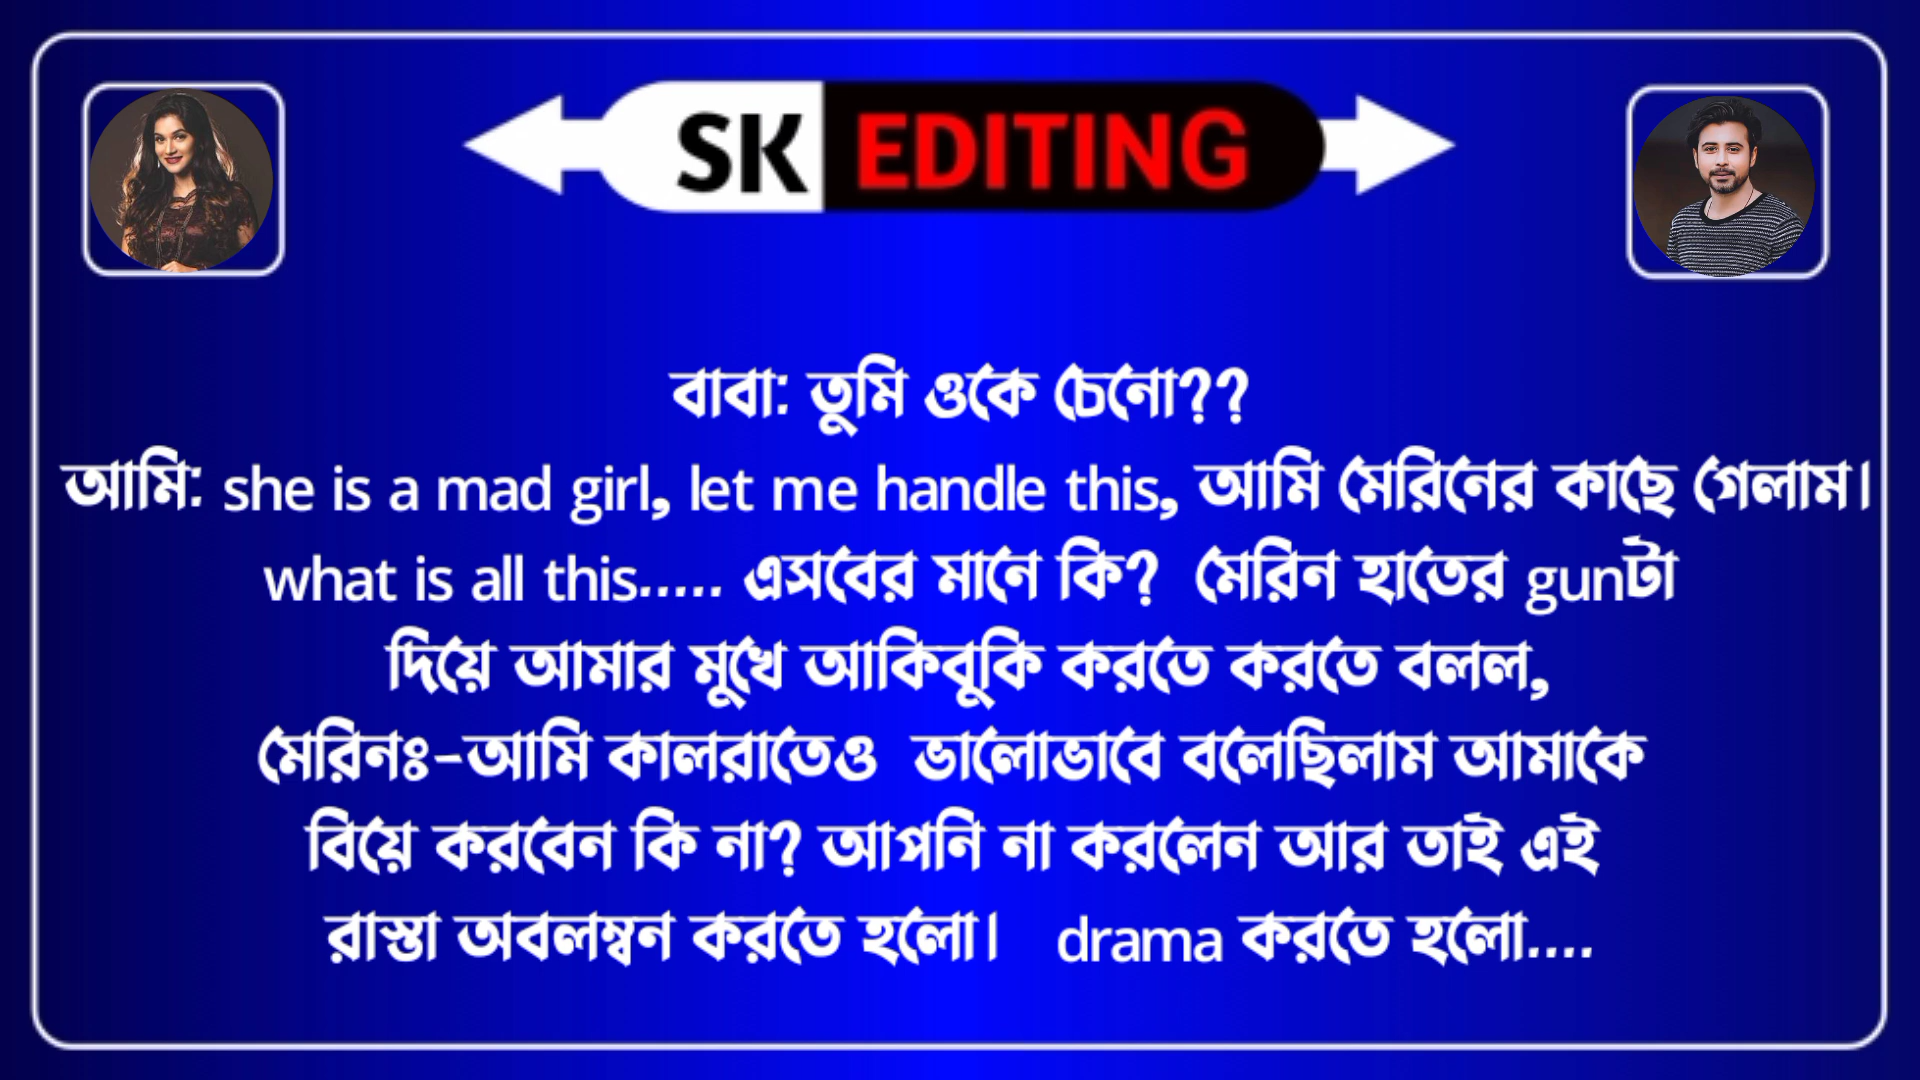 SK EDITING
বাবা: তুমি ওকে চেনো??
আমি: she is a mad girl, let me handle this, আমি মেরিনের কাছে গেলাম।
what is all this..... এসবের মানে কি? মেরিন হাতের gunটা
দিয়ে আমার মুখে আকিবুকি করতে করতে বলল,
মেরিনঃ-আমি কালরাতেও ভালোভাবে বলেছিলাম আমাকে
বিয়ে করবেন কি না? আপনি না করলেন আর তাই এই
রাস্তা অবলম্বন করতে হলো। drama করতে হলো....